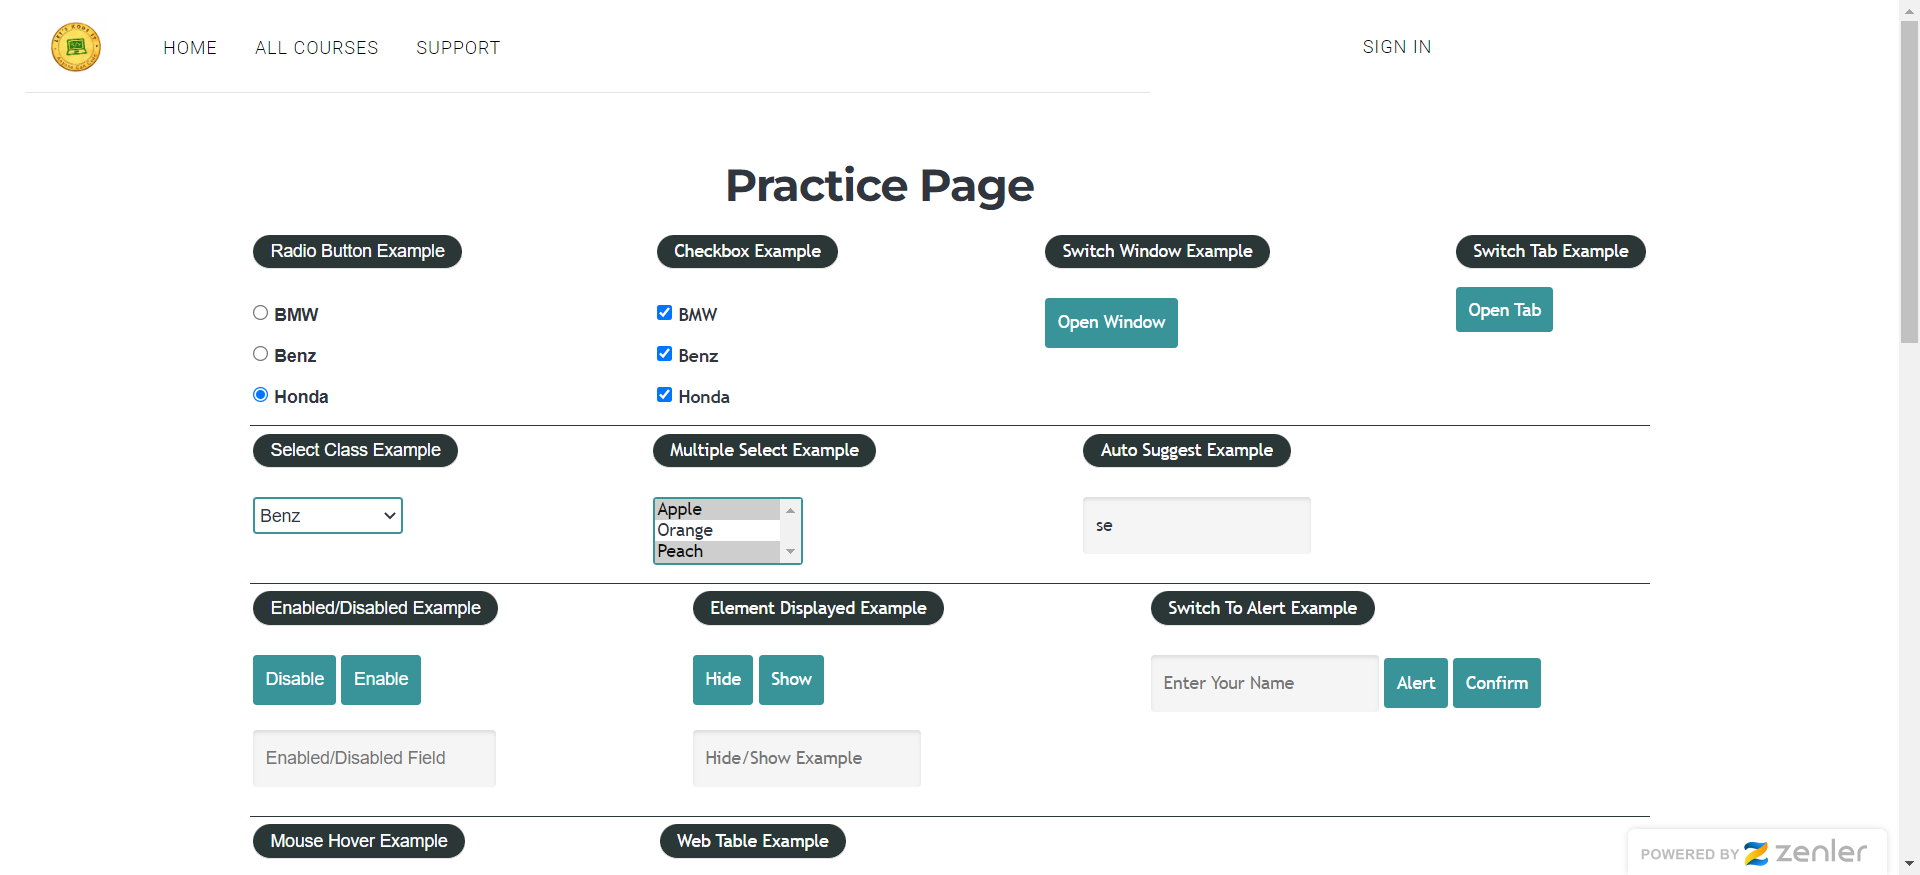 HOME ALL COURSES SUPPORT SIGN IN
Practice Page
Radio Button Example Checkbox Example Switch Window Example Switch Tab Example
BMW BMW Open Window Open Tab
Benz Benz
Honda Honda
Select Class Example Multiple Select Example Auto Suggest Example
Benz Apple se
Orange
Peach
Enabled/Disabled Example Element Displayed Example Switch To Alert Example
Disable Enable Hide Show Enter Your Name Alert Confirm
Enabled/Disabled Field Hide/Show Example
Mouse Hover Example Web Table Example
POWERED BY zenler